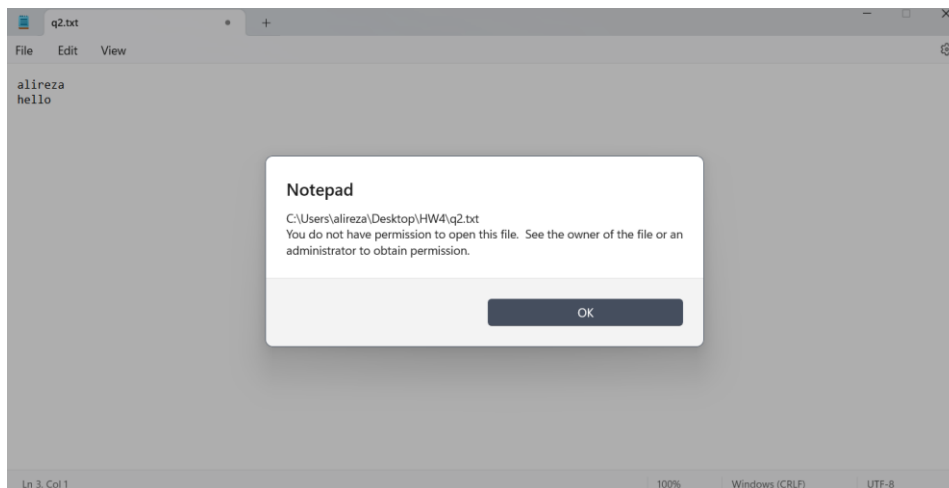 q2.txt
File Edit View
alireza
hello
Notepad
C:\Users\alireza\Desktop\HW4\q2.txt
You do not have permission to open this file. See the owner of the file or an
administrator to obtain permission.
OK
Ln 3, Col 1 100% Windows (CRLF) UTF-8